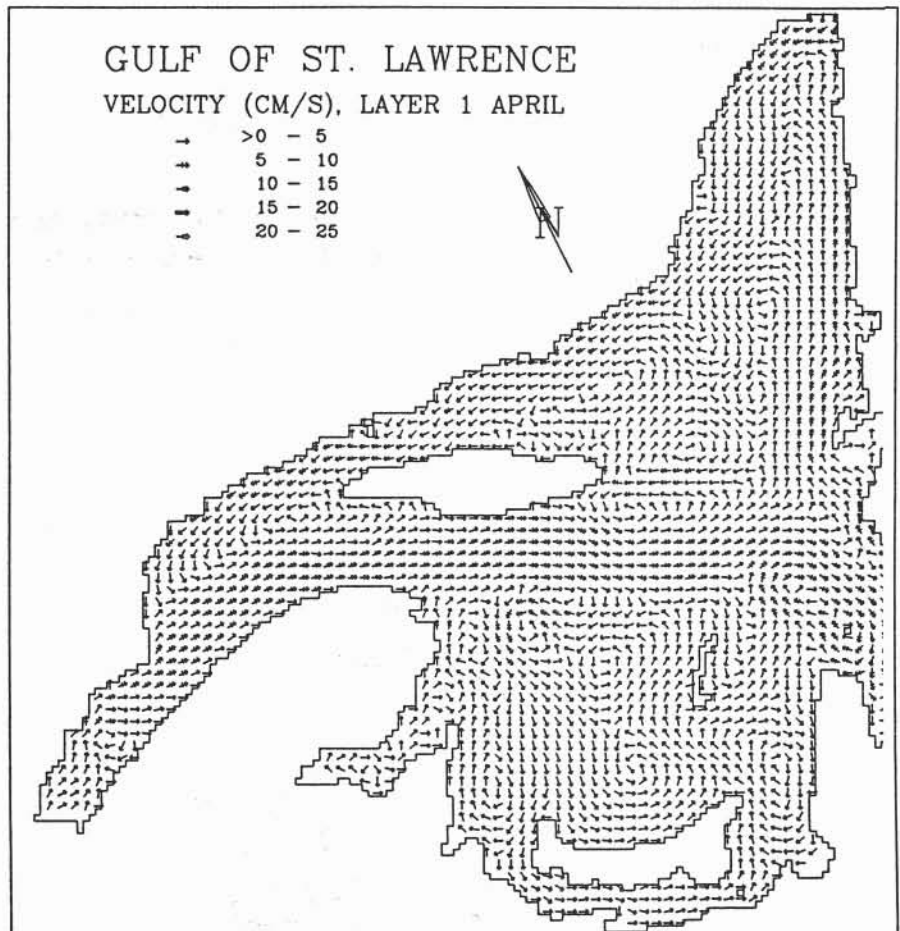 GULF OF ST. LAWRENCE
VELOCITY (CM/S), LAYER 1 APRIL
>0 – 5
5 – 10
10 – 15
15 – 20
20 – 25
N